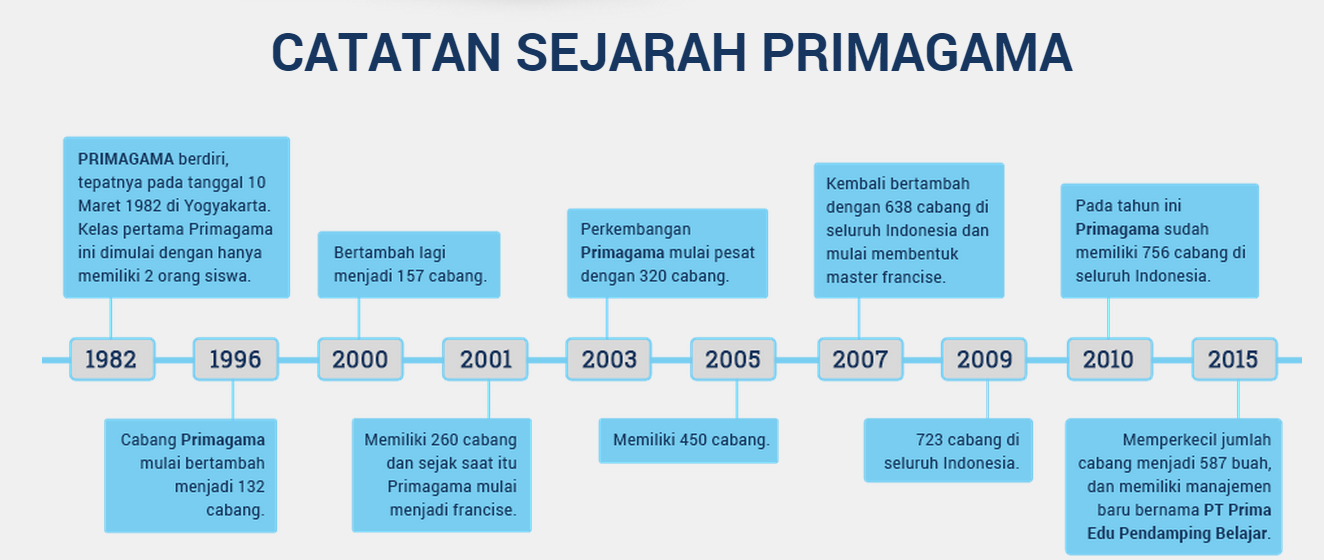 CATATAN SEJARAH PRIMAGAMA
PRIMAGAMA berdiri,
tepatnya pada tanggal 10
Maret 1982 di Yogyakarta.
Kelas pertama Primagama
ini dimulai dengan hanya
memiliki 2 orang siswa.
Bertambah lagi
menjadi 157 cabang.
Perkembangan
Primagama mulai pesat
dengan 320 cabang.
Kembali bertambah
dengan 638 cabang di
seluruh Indonesia dan
mulai membentuk
master francise.
Pada tahun ini
Primagama sudah
memiliki 756 cabang di
seluruh Indonesia.
1982
1996
2000
2001
2003
2005
2007
2009
2010
2015
Cabang Primagama
mulai bertambah
menjadi 132
cabang.
Memiliki 260 cabang
dan sejak saat itu
Primagama mulai
menjadi francise.
Memiliki 450 cabang.
723 cabang di
seluruh Indonesia.
Memperkecil jumlah
cabang menjadi 587 buah,
dan memiliki manajemen
baru bernama PT Prima
Edu Pendamping Belajar.